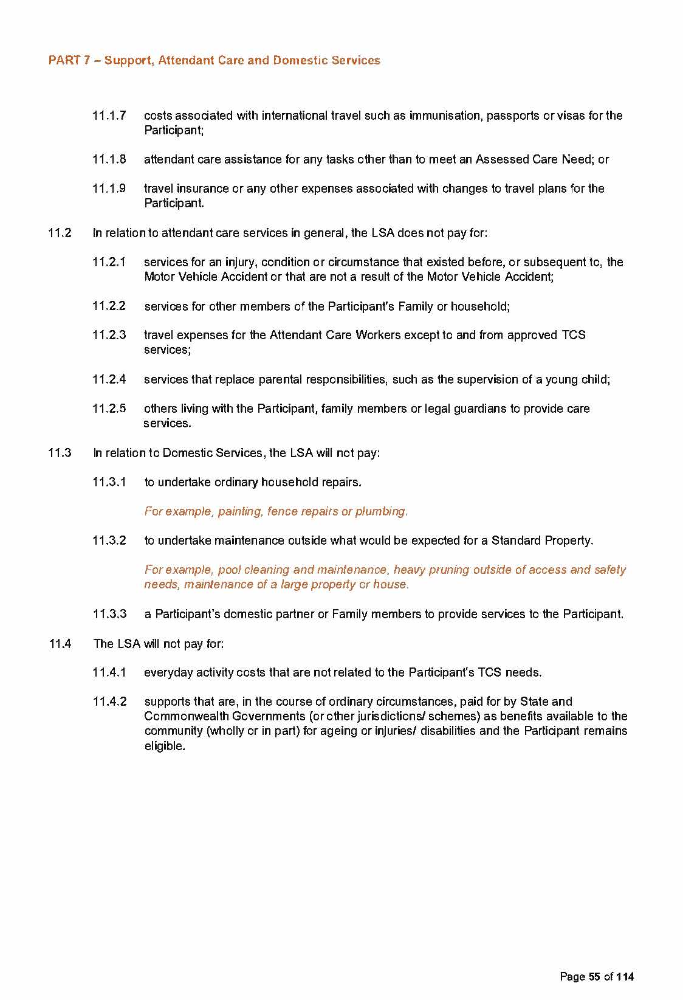 PART 7 – Support, Attendant Care and Domestic Services
11.1.7 costs associated with international travel such as immunisation, passports or visas for the
Participant;
11.1.8 attendant care assistance for any tasks other than to meet an Assessed Care Need; or
11.1.9 travel insurance or any other expenses associated with changes to travel plans for the
Participant.
11.2 In relation to attendant care services in general, the LSA does not pay for:
11.2.1 services for an injury, condition or circumstance that existed before, or subsequent to, the
Motor Vehicle Accident or that are not a result of the Motor Vehicle Accident;
11.2.2 services for other members of the Participant's Family or household;
11.2.3 travel expenses for the Attendant Care Workers except to and from approved TCS
services;
11.2.4 services that replace parental responsibilities, such as the supervision of a young child;
11.2.5 others living with the Participant, family members or legal guardians to provide care
services.
11.3 In relation to Domestic Services, the LSA will not pay:
11.3.1 to undertake ordinary household repairs.
For example, painting, fence repairs or plumbing.
11.3.2 to undertake maintenance outside what would be expected for a Standard Property.
For example, pool cleaning and maintenance, heavy pruning outside of access and safety
needs, maintenance of a large property or house.
11.3.3 a Participant's domestic partner or Family members to provide services to the Participant.
11.4 The LSA will not pay for:
11.4.1 everyday activity costs that are not related to the Participant's TCS needs.
11.4.2 supports that are, in the course of ordinary circumstances, paid for by State and
Commonwealth Governments (or other jurisdictions/ schemes) as benefits available to the
community (wholly or in part) for ageing or injuries/ disabilities and the Participant remains
eligible.
Page 55 of 114